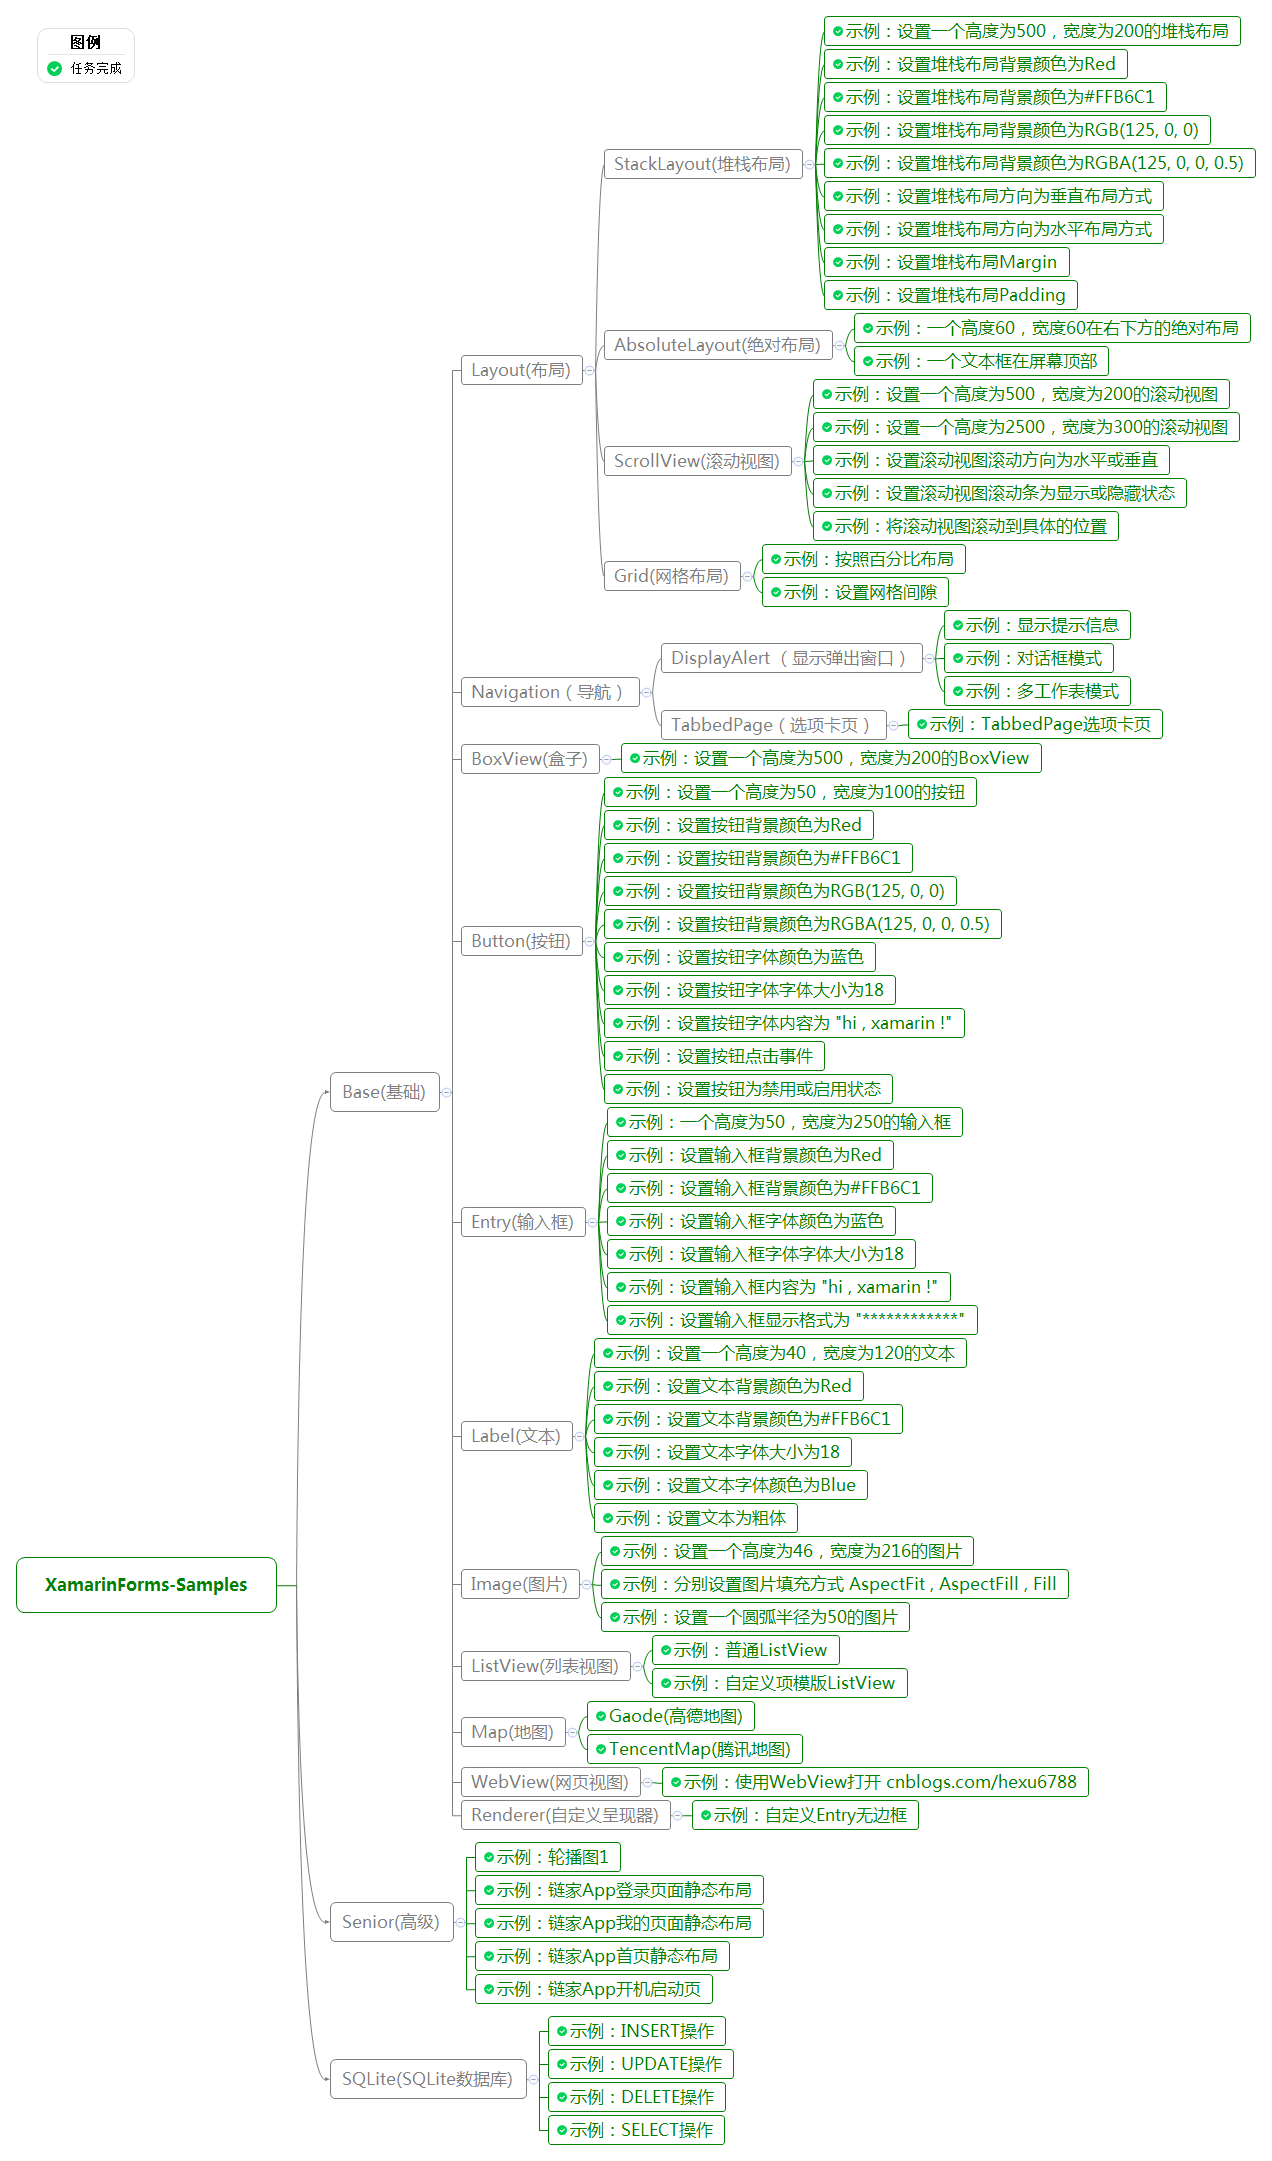 图例
任务完成
XamarinForms-Samples
Base(基础)
Layout(布局)
StackLayout(堆栈布局)
示例：设置一个高度为500，宽度为200的堆栈布局
示例：设置堆栈布局背景颜色为Red
示例：设置堆栈布局背景颜色为#FFB6C1
示例：设置堆栈布局背景颜色为RGB(125, 0, 0)
示例：设置堆栈布局背景颜色为RGBA(125, 0, 0, 0.5)
示例：设置堆栈布局方向为垂直布局方式
示例：设置堆栈布局方向为水平布局方式
示例：设置堆栈布局Margin
示例：设置堆栈布局Padding
AbsoluteLayout(绝对布局)
示例：一个高度60，宽度60在右下方的绝对布局
示例：一个文本框在屏幕顶部
ScrollView(滚动视图)
示例：设置一个高度为500，宽度为200的滚动视图
示例：设置一个高度为2500，宽度为300的滚动视图
示例：设置滚动视图滚动方向为水平或垂直
示例：设置滚动视图滚动条为显示或隐藏状态
示例：将滚动视图滚动到具体的位置
Grid(网格布局)
示例：按照百分比布局
示例：设置网格间隙
Navigation（导航）
DisplayAlert （显示弹出窗口）
示例：显示提示信息
示例：对话框模式
示例：多工作表模式
TabbedPage（选项卡页）
示例：TabbedPage选项卡页
BoxView(盒子)
示例：设置一个高度为500，宽度为200的BoxView
Button(按钮)
示例：设置一个高度为50，宽度为100的按钮
示例：设置按钮背景颜色为Red
示例：设置按钮背景颜色为#FFB6C1
示例：设置按钮背景颜色为RGB(125, 0, 0)
示例：设置按钮背景颜色为RGBA(125, 0, 0, 0.5)
示例：设置按钮字体颜色为蓝色
示例：设置按钮字体字体大小为18
示例：设置按钮字体内容为 "hi , xamarin !"
示例：设置按钮点击事件
示例：设置按钮为禁用或启用状态
Entry(输入框)
示例：一个高度为50，宽度为250的输入框
示例：设置输入框背景颜色为Red
示例：设置输入框背景颜色为#FFB6C1
示例：设置输入框字体颜色为蓝色
示例：设置输入框字体字体大小为18
示例：设置输入框内容为 "hi , xamarin !"
示例：设置输入框显示格式为 "************"
Label(文本)
示例：设置一个高度为40，宽度为120的文本
示例：设置文本背景颜色为Red
示例：设置文本背景颜色为#FFB6C1
示例：设置文本字体大小为18
示例：设置文本字体颜色为Blue
示例：设置文本为粗体
Image(图片)
示例：设置一个高度为46，宽度为216的图片
示例：分别设置图片填充方式 AspectFit , AspectFill , Fill
示例：设置一个圆弧半径为50的图片
ListView(列表视图)
示例：普通ListView
示例：自定义项模版ListView
Map(地图)
Gaode(高德地图)
TencentMap(腾讯地图)
WebView(网页视图)
示例：使用WebView打开 cnblogs.com/hexu6788
Renderer(自定义呈现器)
示例：自定义Entry无边框
Senior(高级)
示例：轮播图1
示例：链家App登录页面静态布局
示例：链家App我的页面静态布局
示例：链家App首页静态布局
示例：链家App开机启动页
SQLite(SQLite数据库)
示例：INSERT操作
示例：UPDATE操作
示例：DELETE操作
示例：SELECT操作